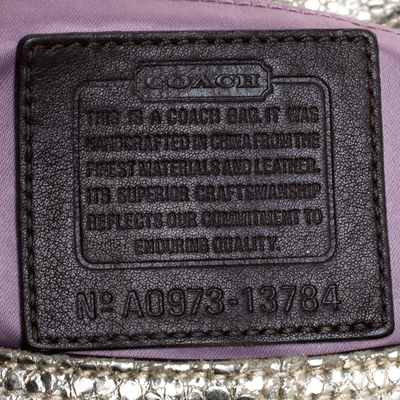 COACH
THIS IS A COACH BAG. IT WAS
HANDCRAFTED IN CHINA FROM THE
FINEST MATERIALS AND LEATHER.
ITS SUPERIOR CRAFTSMANSHIP
REFLECTS OUR COMMITMENT TO
ENDURING QUALITY.
Nº A0973-13784